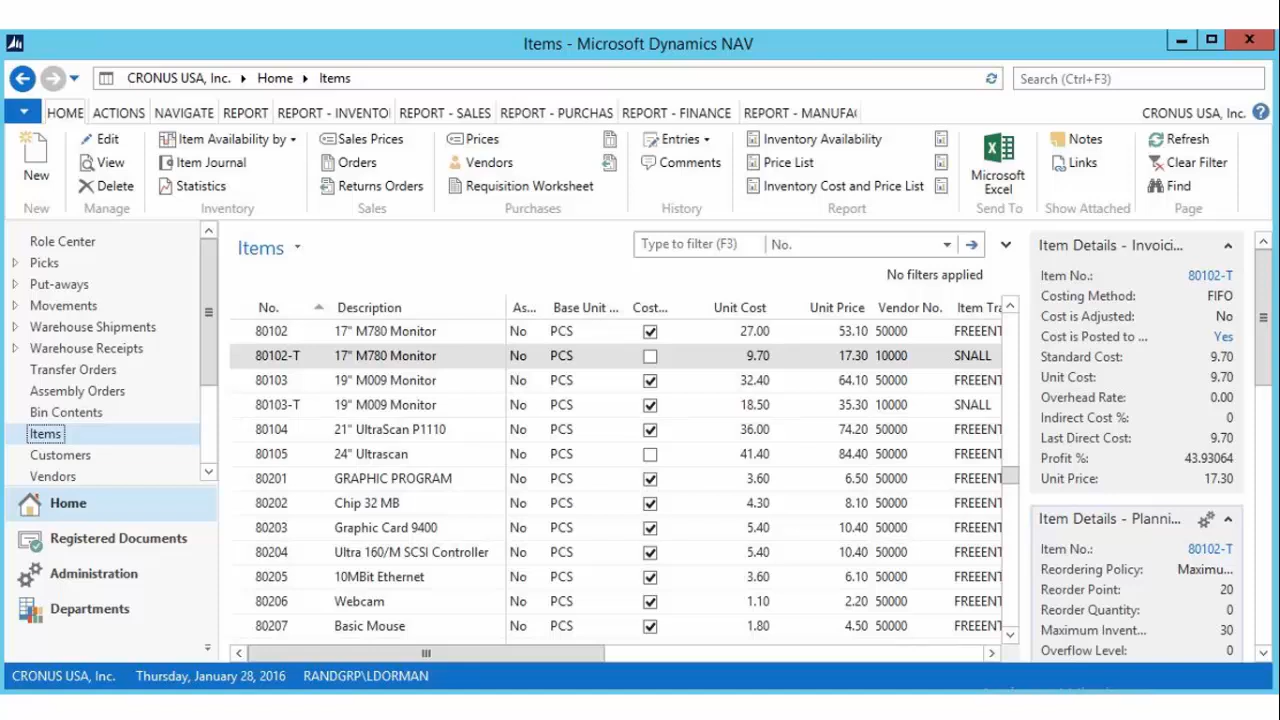 Items - Microsoft Dynamics NAV
CRONUS USA, Inc. Home Items
Search (Ctrl+F3)
HOME ACTIONS NAVIGATE REPORT REPORT - INVENTO REPORT - SALES REPORT - PURCHAS REPORT - FINANCE REPORT - MANUFAC CRONUS USA, Inc.
New
New
Edit
View
Delete
Manage
Item Availability by
Item Journal
Statistics
Inventory
Sales Prices
Orders
Returns Orders
Sales
Prices
Vendors
Requisition Worksheet
Purchases
Entries
Comments
History
Inventory Availability
Price List
Inventory Cost and Price List
Report
Microsoft
Excel
Send To
Notes
Links
Show Attached
Refresh
Clear Filter
Find
Page
Role Center
Picks
Put-aways
Movements
Warehouse Shipments
Warehouse Receipts
Transfer Orders
Assembly Orders
Bin Contents
Items
Customers
Vendors
Home
Registered Documents
Administration
Departments
Items
Type to filter (F3) No.
No filters applied
No. Description As... Base Unit ... Cost... Unit Cost Unit Price Vendor No. Item Tra
80102 17" M780 Monitor No PCS 27.00 53.10 50000 FREEENT
80102-T 17" M780 Monitor No PCS 9.70 17.30 10000 SNALL
80103 19" M009 Monitor No PCS 32.40 64.10 50000 FREEENT
80103-T 19" M009 Monitor No PCS 18.50 35.30 10000 SNALL
80104 21" UltraScan P1110 No PCS 36.00 74.20 50000 FREEENT
80105 24" Ultrascan No PCS 41.40 84.40 50000 FREEENT
80201 GRAPHIC PROGRAM No PCS 3.60 6.50 50000 FREEENT
80202 Chip 32 MB No PCS 4.30 8.10 50000 FREEENT
80203 Graphic Card 9400 No PCS 5.40 10.40 50000 FREEENT
80204 Ultra 160/M SCSI Controller No PCS 5.40 10.40 50000 FREEENT
80205 10MBit Ethernet No PCS 3.60 6.10 50000 FREEENT
80206 Webcam No PCS 1.10 2.20 50000 FREEENT
80207 Basic Mouse No PCS 1.80 4.50 50000 FREEENT
Item Details - Invoici...
Item No.: 80102-T
Costing Method: FIFO
Cost is Adjusted: No
Cost is Posted to ... Yes
Standard Cost: 9.70
Unit Cost: 9.70
Overhead Rate: 0.00
Indirect Cost %: 0
Last Direct Cost: 9.70
Profit %: 43.93064
Unit Price: 17.30
Item Details - Planni...
Item No.: 80102-T
Reordering Policy: Maximu...
Reorder Point: 20
Reorder Quantity: 0
Maximum Invent... 30
Overflow Level: 0
CRONUS USA, Inc. Thursday, January 28, 2016 RANDGRP\LDORMAN